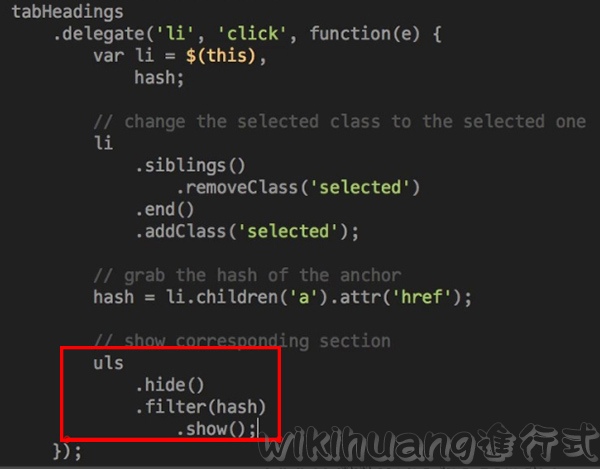 tabHeadings
.delegate('li', 'click', function(e) {
var li = $(this),
hash;
// change the selected class to the selected one
li
.siblings()
.removeClass('selected')
.end()
.addClass('selected');
// grab the hash of the anchor
hash = li.children('a').attr('href');
// show corresponding section
uls
.hide()
.filter(hash)
.show();
});
wikihuang進行式